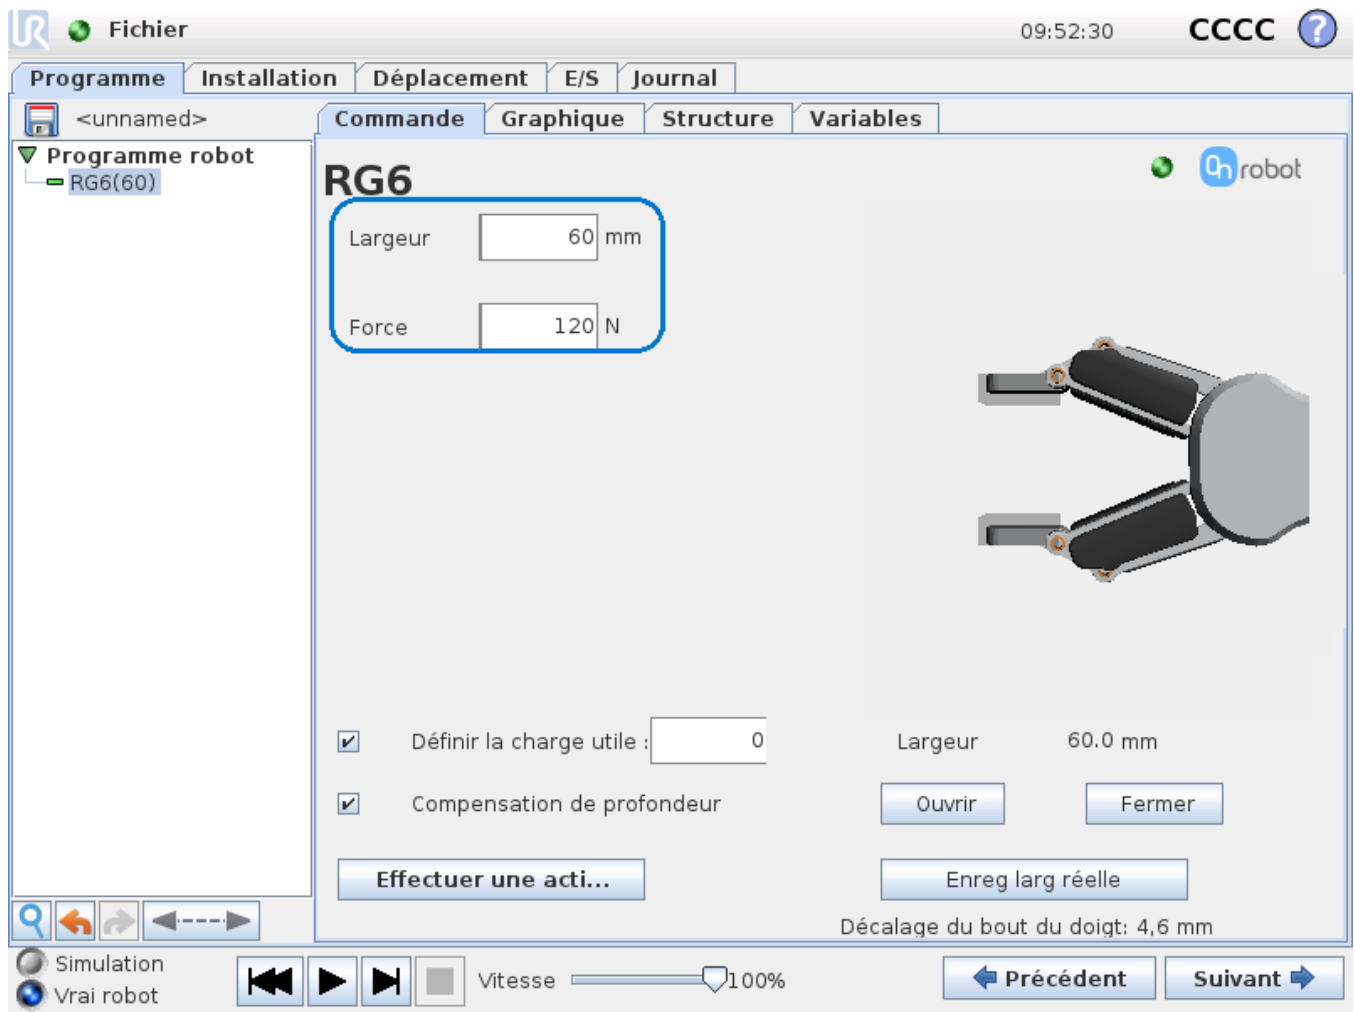 UR Fichier 09:52:30 CCCC ?
Programme Installation Déplacement E/S Journal
<unnamed> Commande Graphique Structure Variables
Programme robot
RG6(60)
RG6
On robot
Largeur 60 mm
Force 120 N
Définir la charge utile : 0 Largeur 60.0 mm
Compensation de profondeur Ouvrir Fermer
Effectuer une acti... Enreg larg réelle
Décalage du bout du doigt: 4,6 mm
Simulation
Vrai robot
Vitesse 100% Précédent Suivant